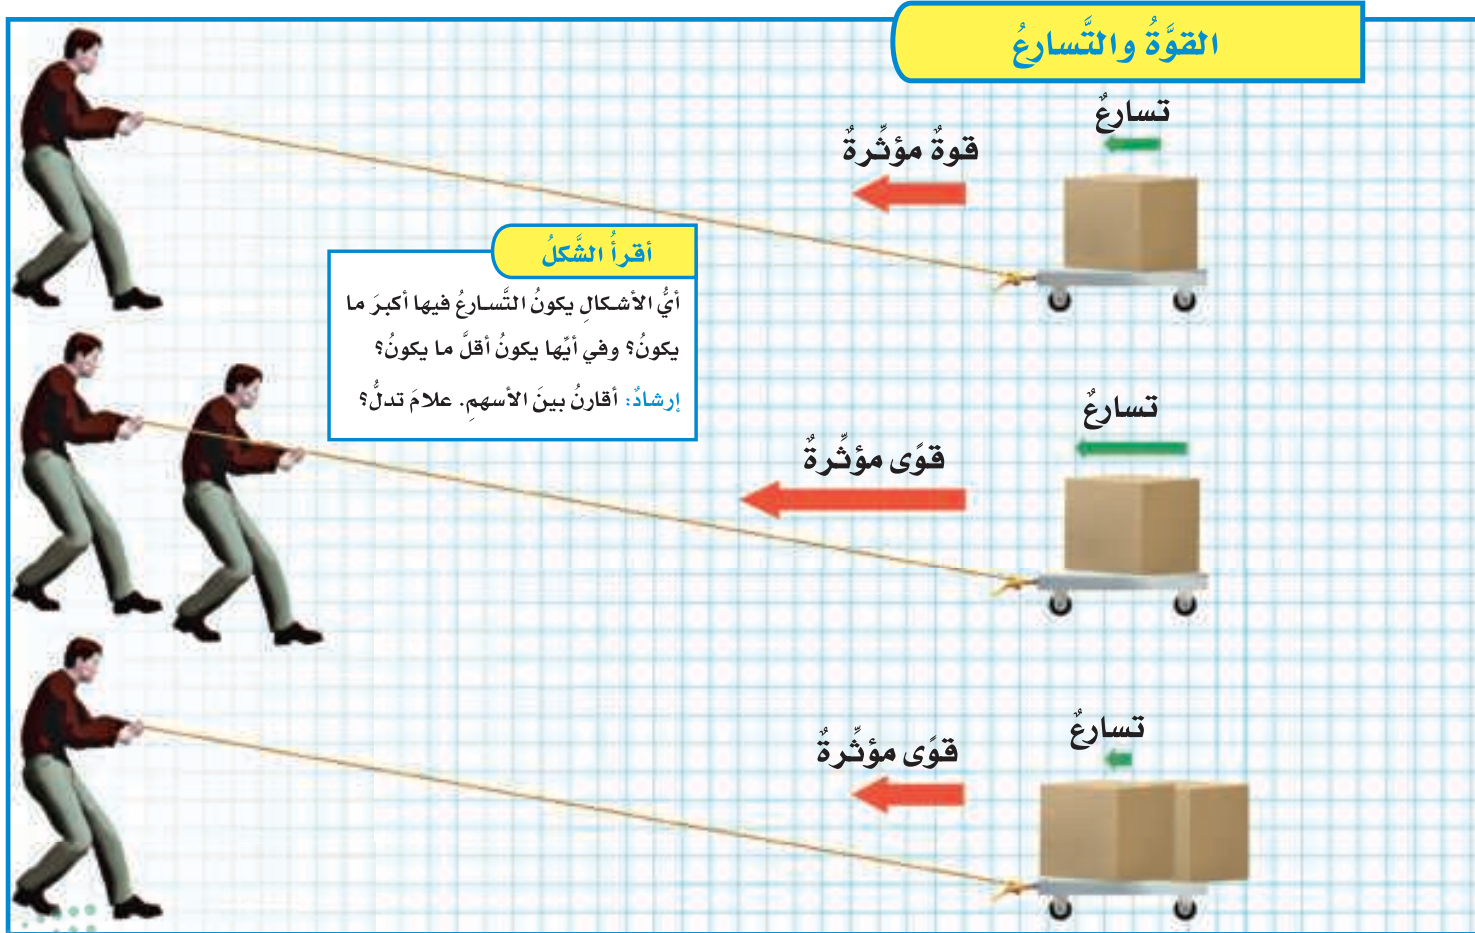 القوَّةُ والتَّسارعُ
تسارعٌ
قوةٌ مؤثِّرةٌ
أقرأُ الشَّكلُ
أيُّ الأشكالِ يكونُ التَّسارعُ فيها أكبرَ ما
يكونُ؟ وفي أيِّها يكونُ أقلَّ ما يكونُ؟
إرشادٌ: أقارنُ بينَ الأسهمِ. علامَ تدلُّ؟
تسارعٌ
قوًى مؤثِّرةٌ
تسارعٌ
قوًى مؤثِّرةٌ